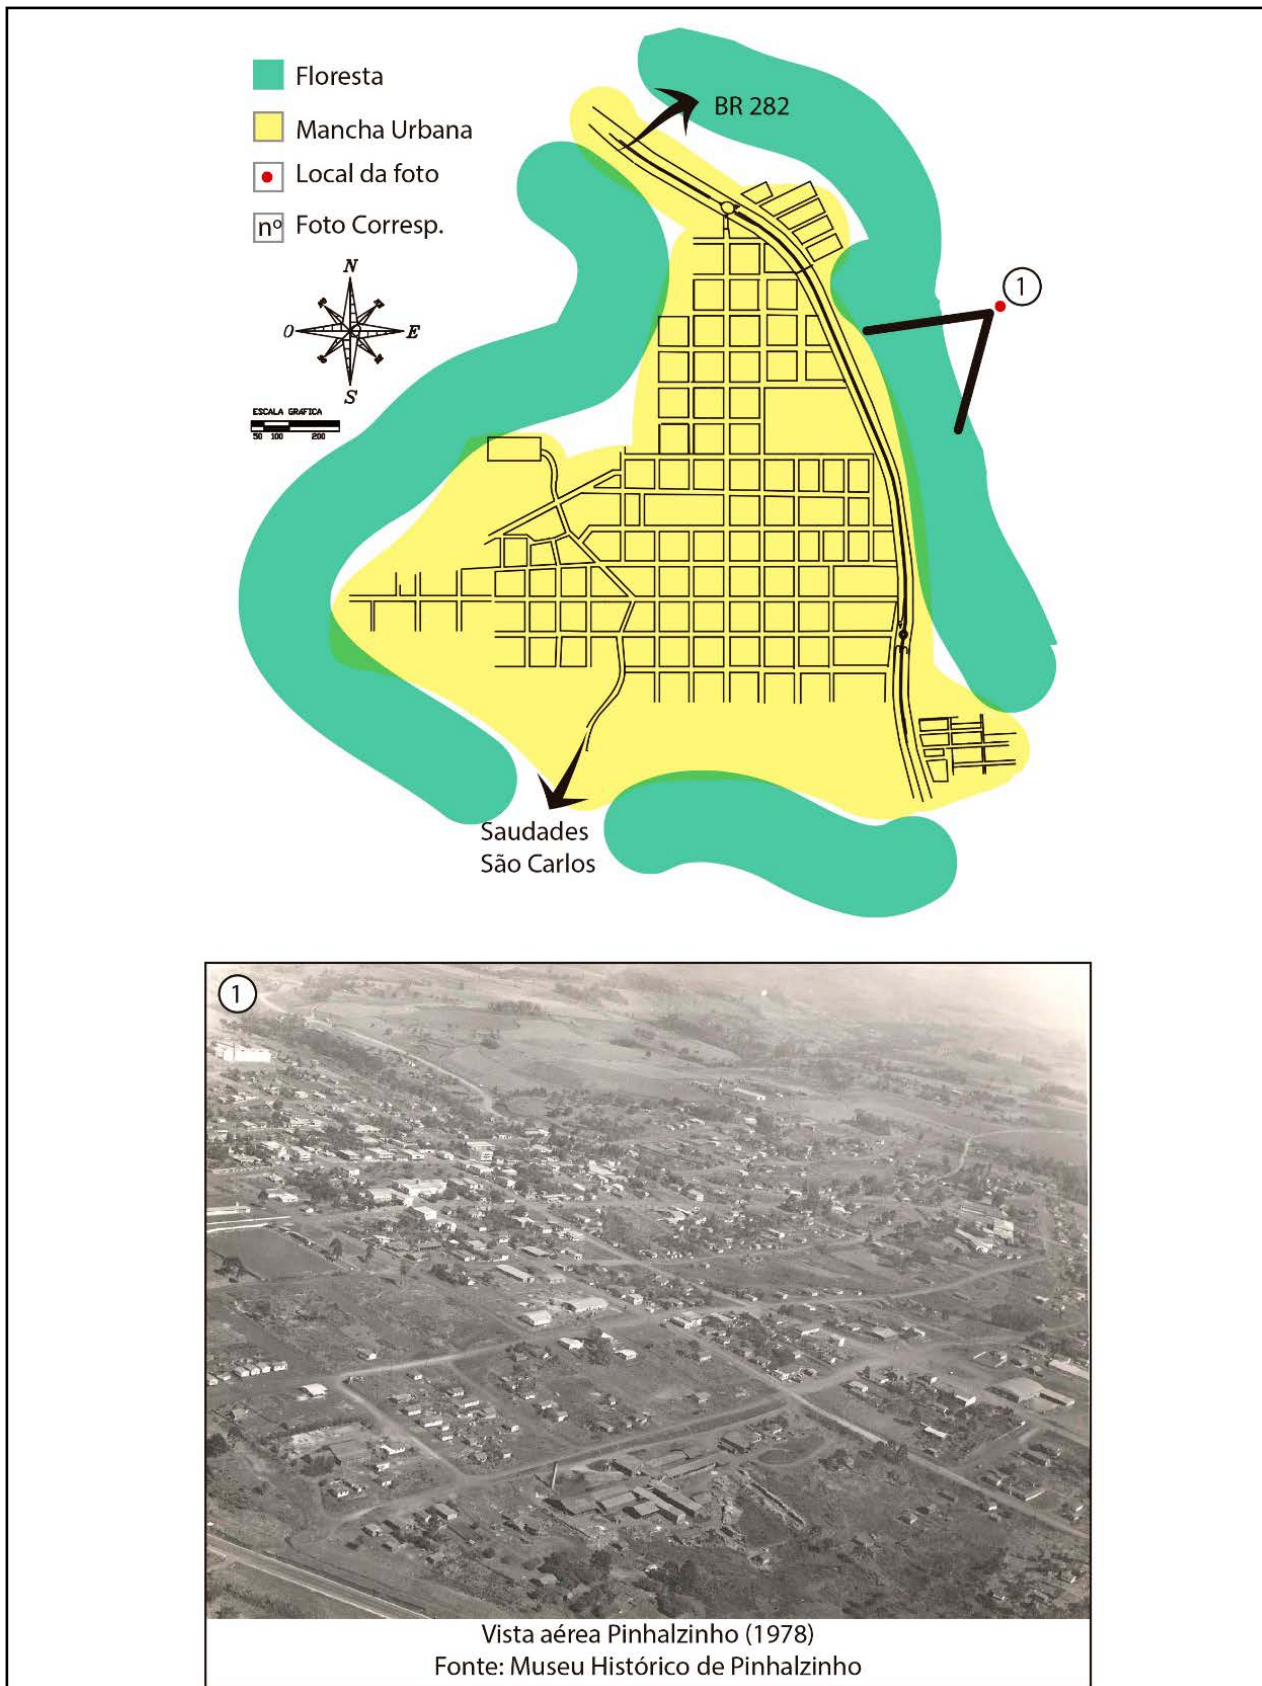 Floresta
BR 282
Mancha Urbana
Local da foto
nº Foto Corresp.
N
1
O E
S
ESCALA GRÁFICA
50 100 200
Saudades
São Carlos
1
Vista aérea Pinhalzinho (1978)
Fonte: Museu Histórico de Pinhalzinho